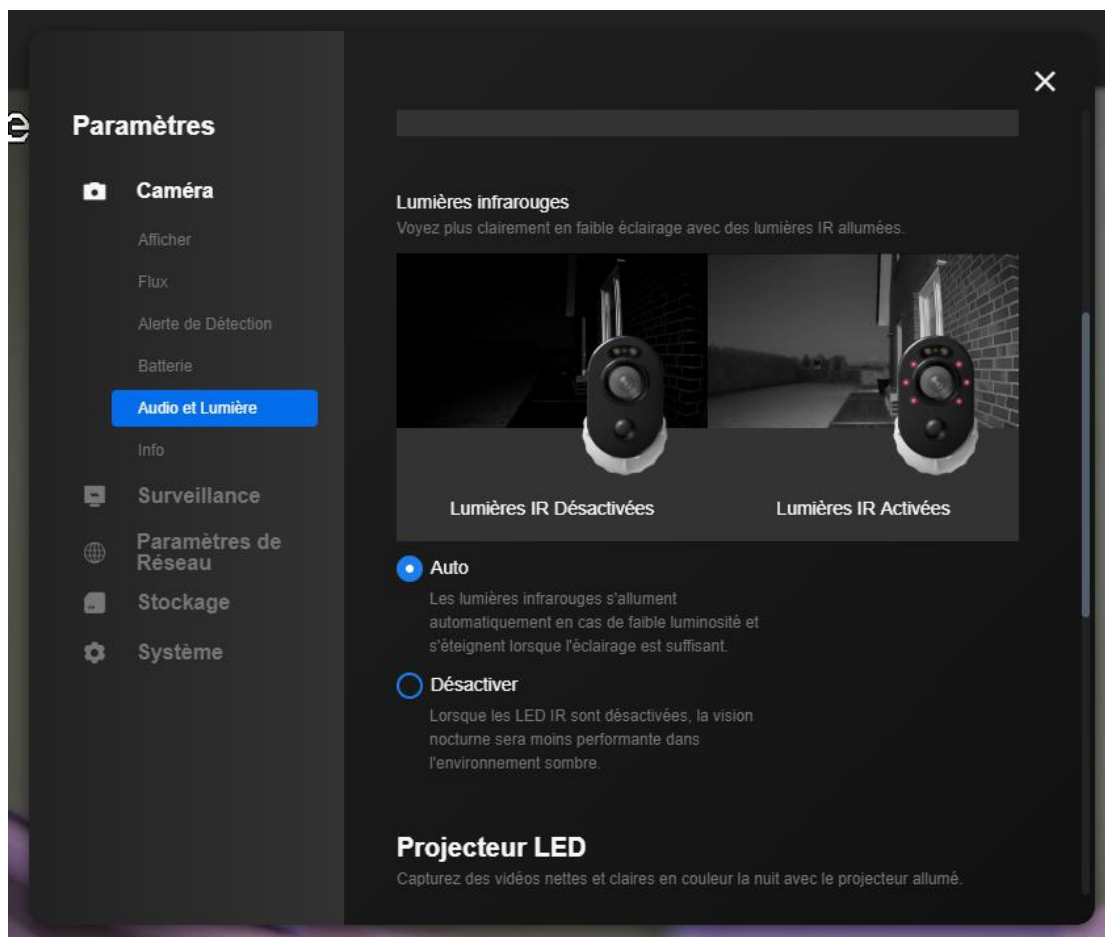 e
Paramètres
Caméra
Afficher
Flux
Alerte de Détection
Batterie
Audio et Lumière
Info
Surveillance
Paramètres de
Réseau
Stockage
Système
Lumières infrarouges
Voyez plus clairement en faible éclairage avec des lumières IR allumées.
Lumières IR Désactivées
Lumières IR Activées
Auto
Les lumières infrarouges s'allument
automatiquement en cas de faible luminosité et
s'éteignent lorsque l'éclairage est suffisant.
Désactiver
Lorsque les LED IR sont désactivées, la vision
nocturne sera moins performante dans
l'environnement sombre.
Projecteur LED
Capturez des vidéos nettes et claires en couleur la nuit avec le projecteur allumé.